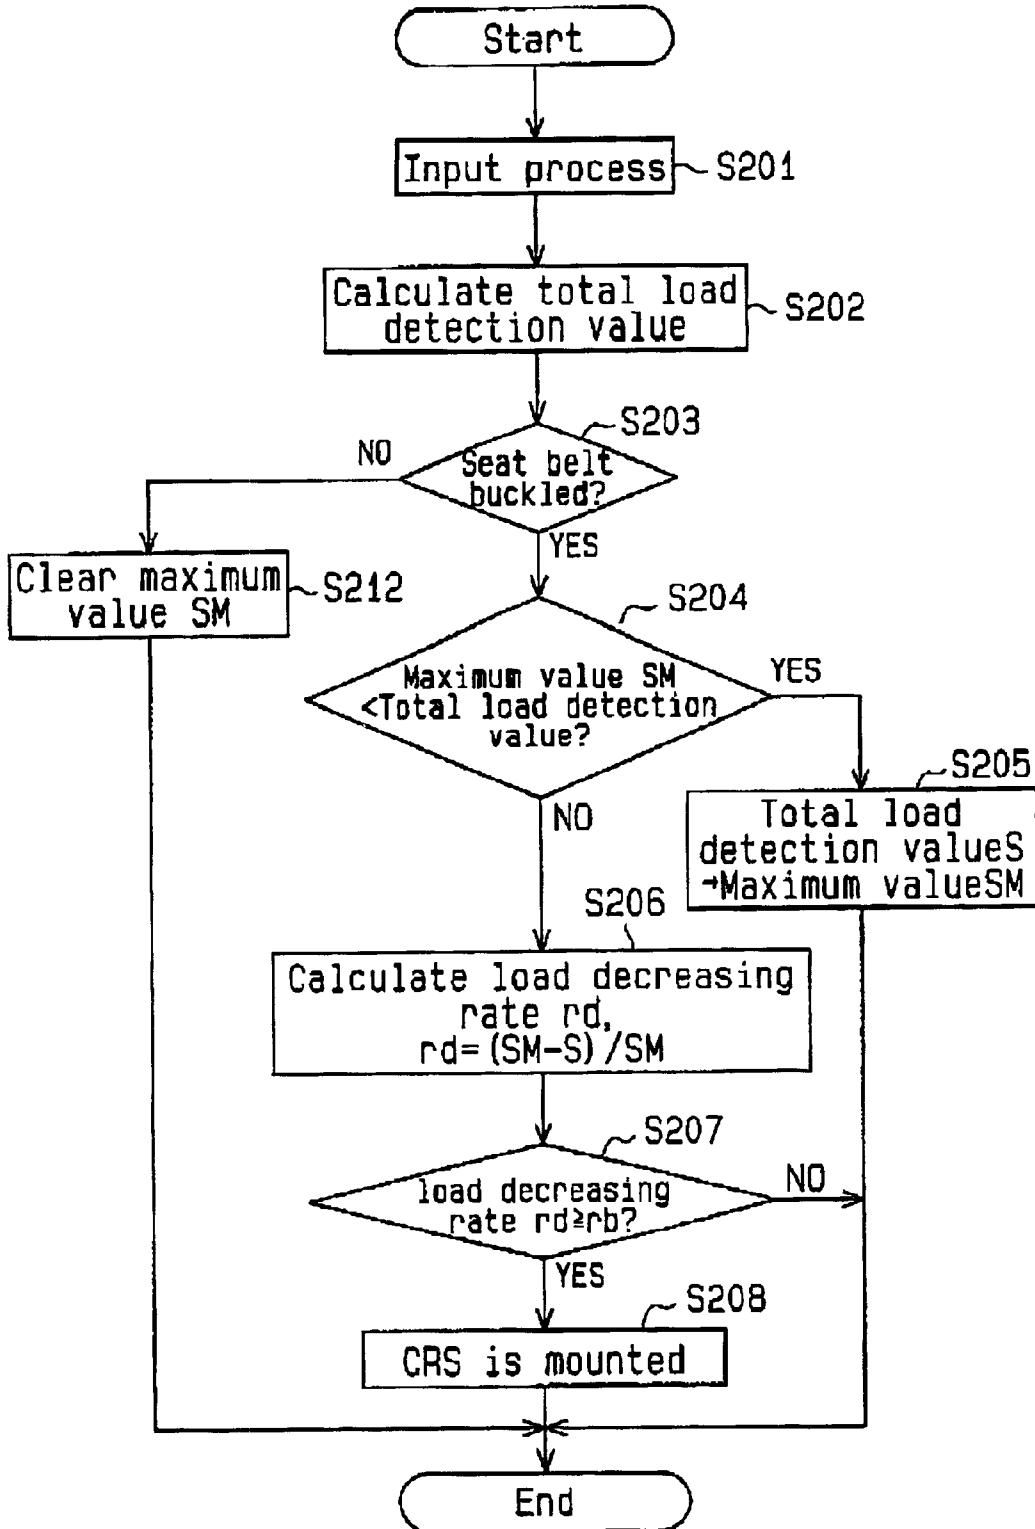 Start
Input process
S201
Calculate total load
detection value
S202
S203
NO
Seat belt
buckled?
YES
Clear maximum
value SM
S212
S204
Maximum value SM
<Total load detection
value?
YES
NO
S205
Total load
detection valueS
→Maximum valueSM
S206
Calculate load decreasing
rate rd,
rd=(SM-S)/SM
S207
load decreasing
rate rd≧rb?
NO
YES
S208
CRS is mounted
End